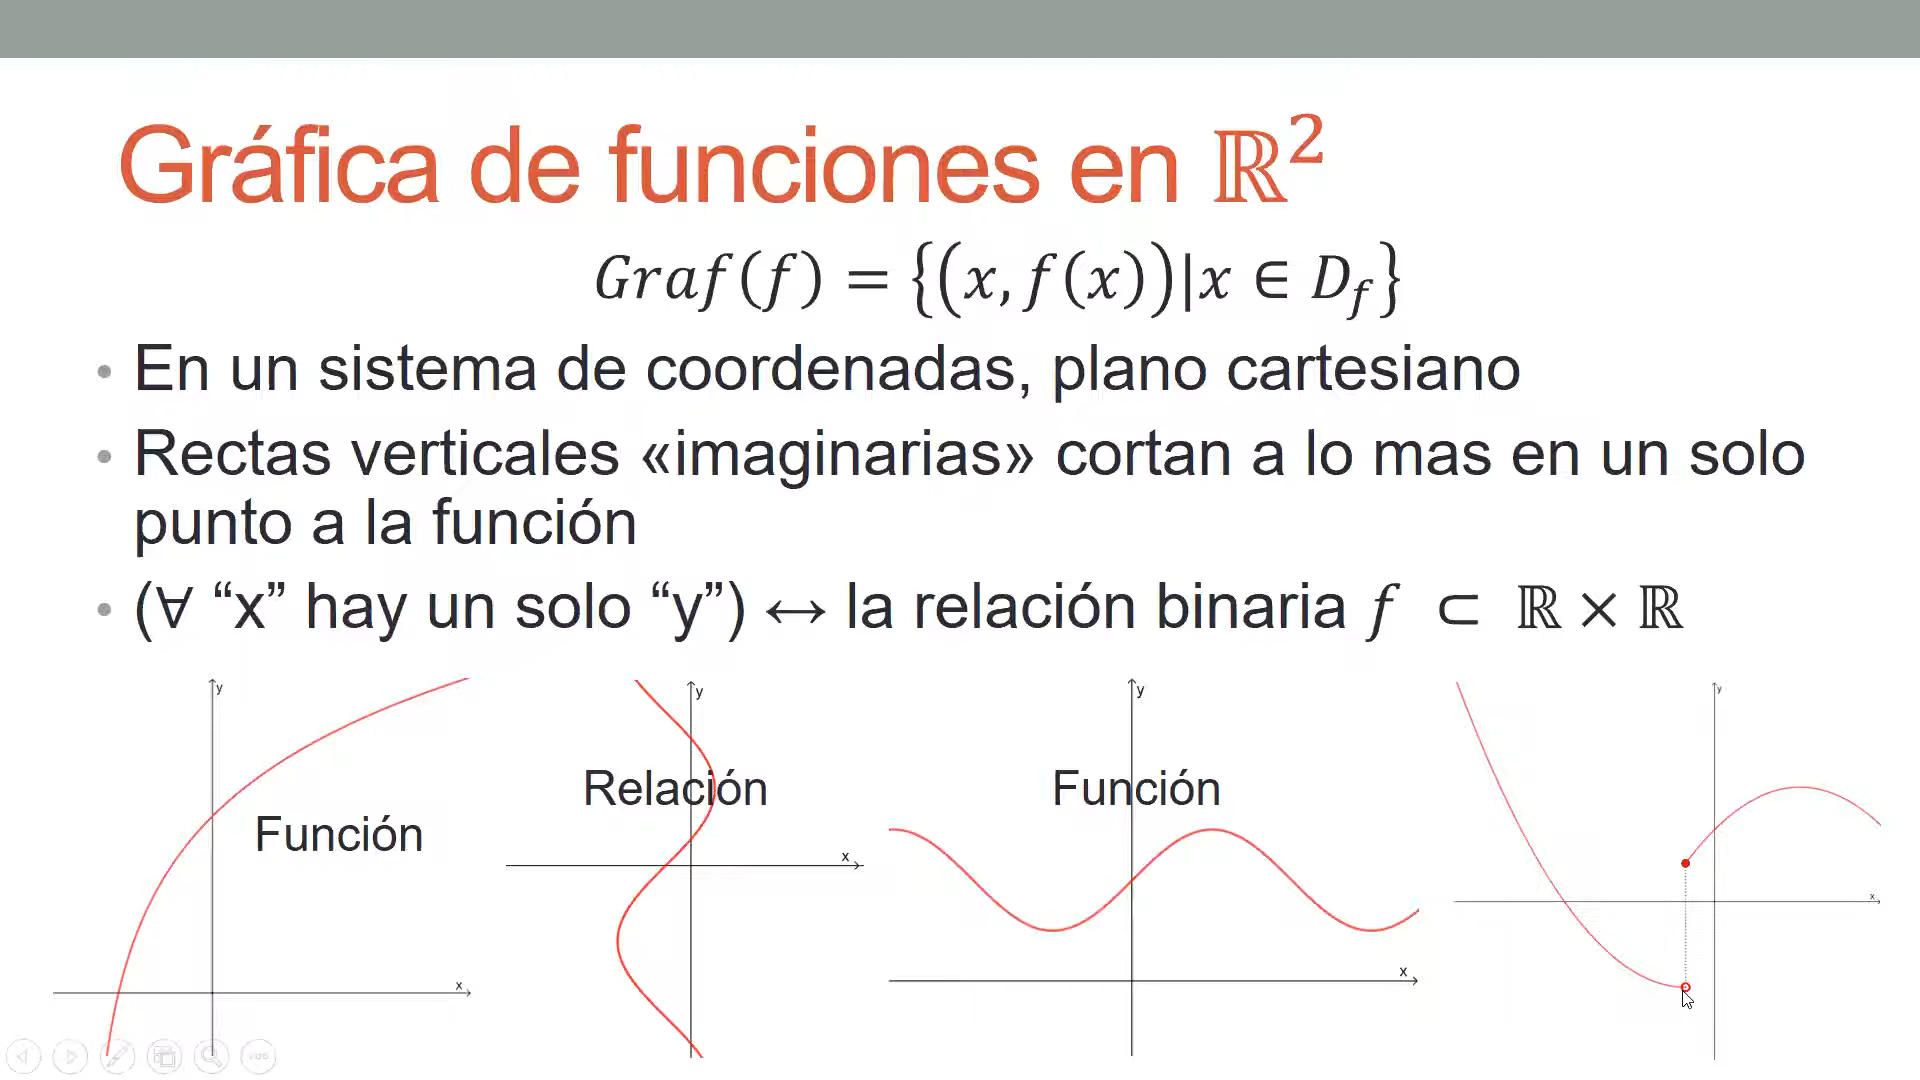 Gráfica de funciones en ℝ²
Graf(f) = {(x, f(x))|x ∈ D_f}
• En un sistema de coordenadas, plano cartesiano
• Rectas verticales «imaginarias» cortan a lo mas en un solo
punto a la función
• (∀ “x” hay un solo “y”) ↔ la relación binaria f ⊂ ℝ × ℝ
y
Función
x
y
Relación
x
y
Función
x
y
x